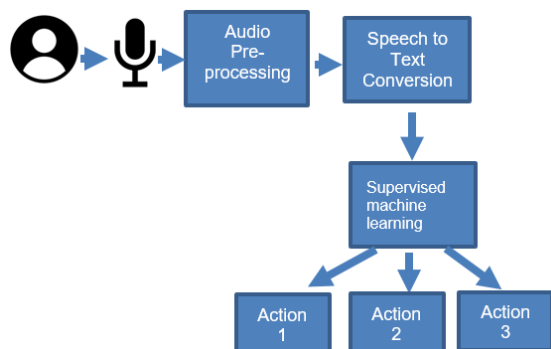 Audio
Pre-
processing
Speech to
Text
Conversion
Supervised
machine
learning
Action
1
Action
2
Action
3